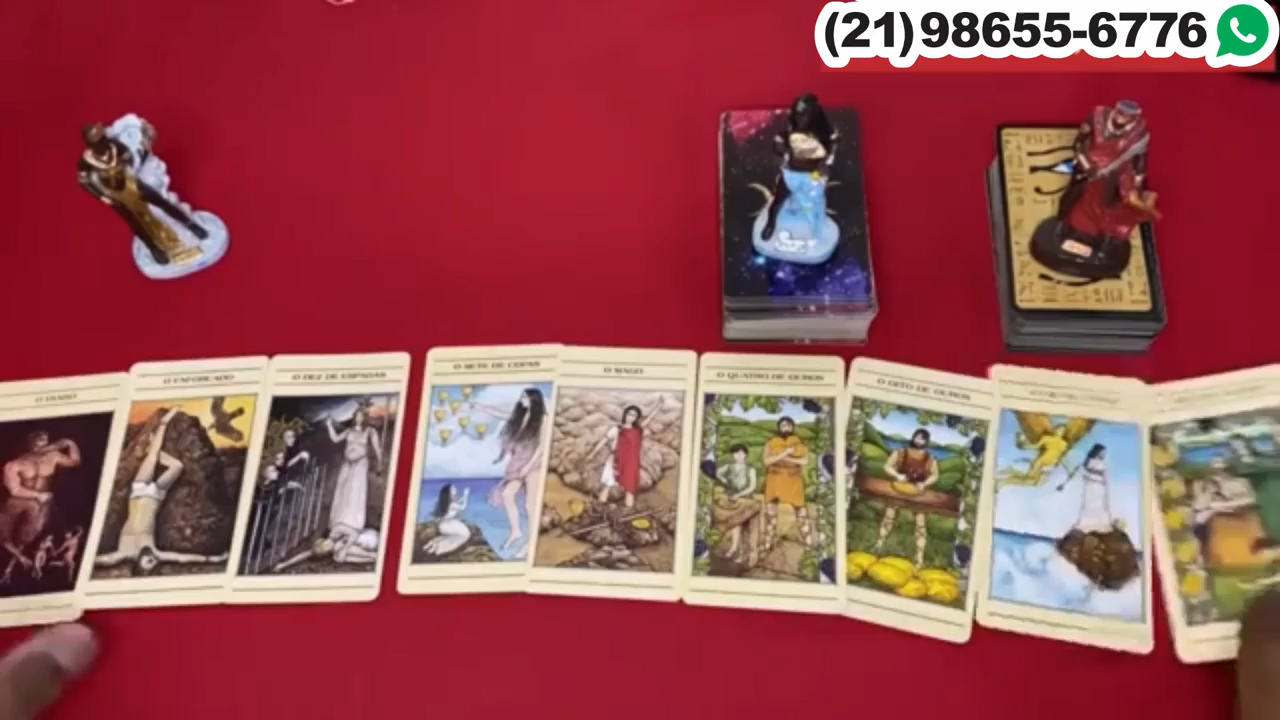 (21)98655-6776
O DIABO
O ENFORCADO
O DEZ DE ESPADAS
O SETE DE COPAS
O MAGO
O QUATRO DE OUROS
O OITO DE OUROS